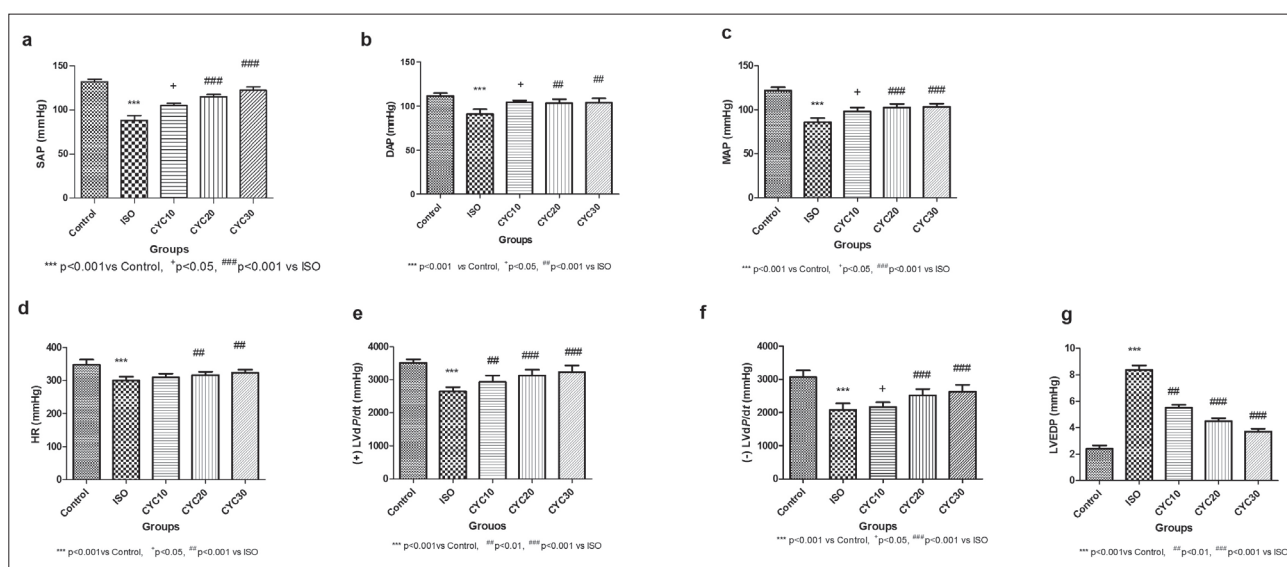 a
SAP (mmHg)
150
100
50
0
***
+
###
###
Control
ISO
CYC10
CYC20
CYC30
Groups
*** p<0.001vs Control, +p<0.05, ###p<0.001 vs ISO
b
DAP (mmHg)
150
100
50
0
***
+
##
##
Control
ISO
CYC10
CYC20
CYC30
Groups
*** p<0.001 vs Control, +p<0.05, ##p<0.001 vs ISO
c
MAP (mmHg)
150
100
50
0
***
+
###
###
Control
ISO
CYC10
CYC20
CYC30
Groups
*** p<0.001 vs Control, +p<0.05, ###p<0.001 vs ISO
d
HR (mmHg)
400
300
200
100
0
***
##
##
Control
ISO
CYC10
CYC20
CYC30
Groups
*** p<0.001vs Control, +p<0.05, ##p<0.001 vs ISO
e
(+) LVdP/dt
4000
3000
2000
1000
0
***
##
###
###
Control
ISO
CYC10
CYC20
CYC30
Gruoos
*** p<0.001vs Control, ##p<0.01, ###p<0.001 vs ISO
f
(-) LVdP/dt
4000
3000
2000
1000
0
***
+
###
###
Control
ISO
CYC10
CYC20
CYC30
Groups
*** p<0.001 vs Control, +p<0.05, ###p<0.001 vs ISO
g
LVEDP
8
6
4
2
0
***
##
###
###
Control
ISO
CYC10
CYC20
CYC30
Groups
*** p<0.001vs Control, ##p<0.01, ###p<0.001 vs ISO